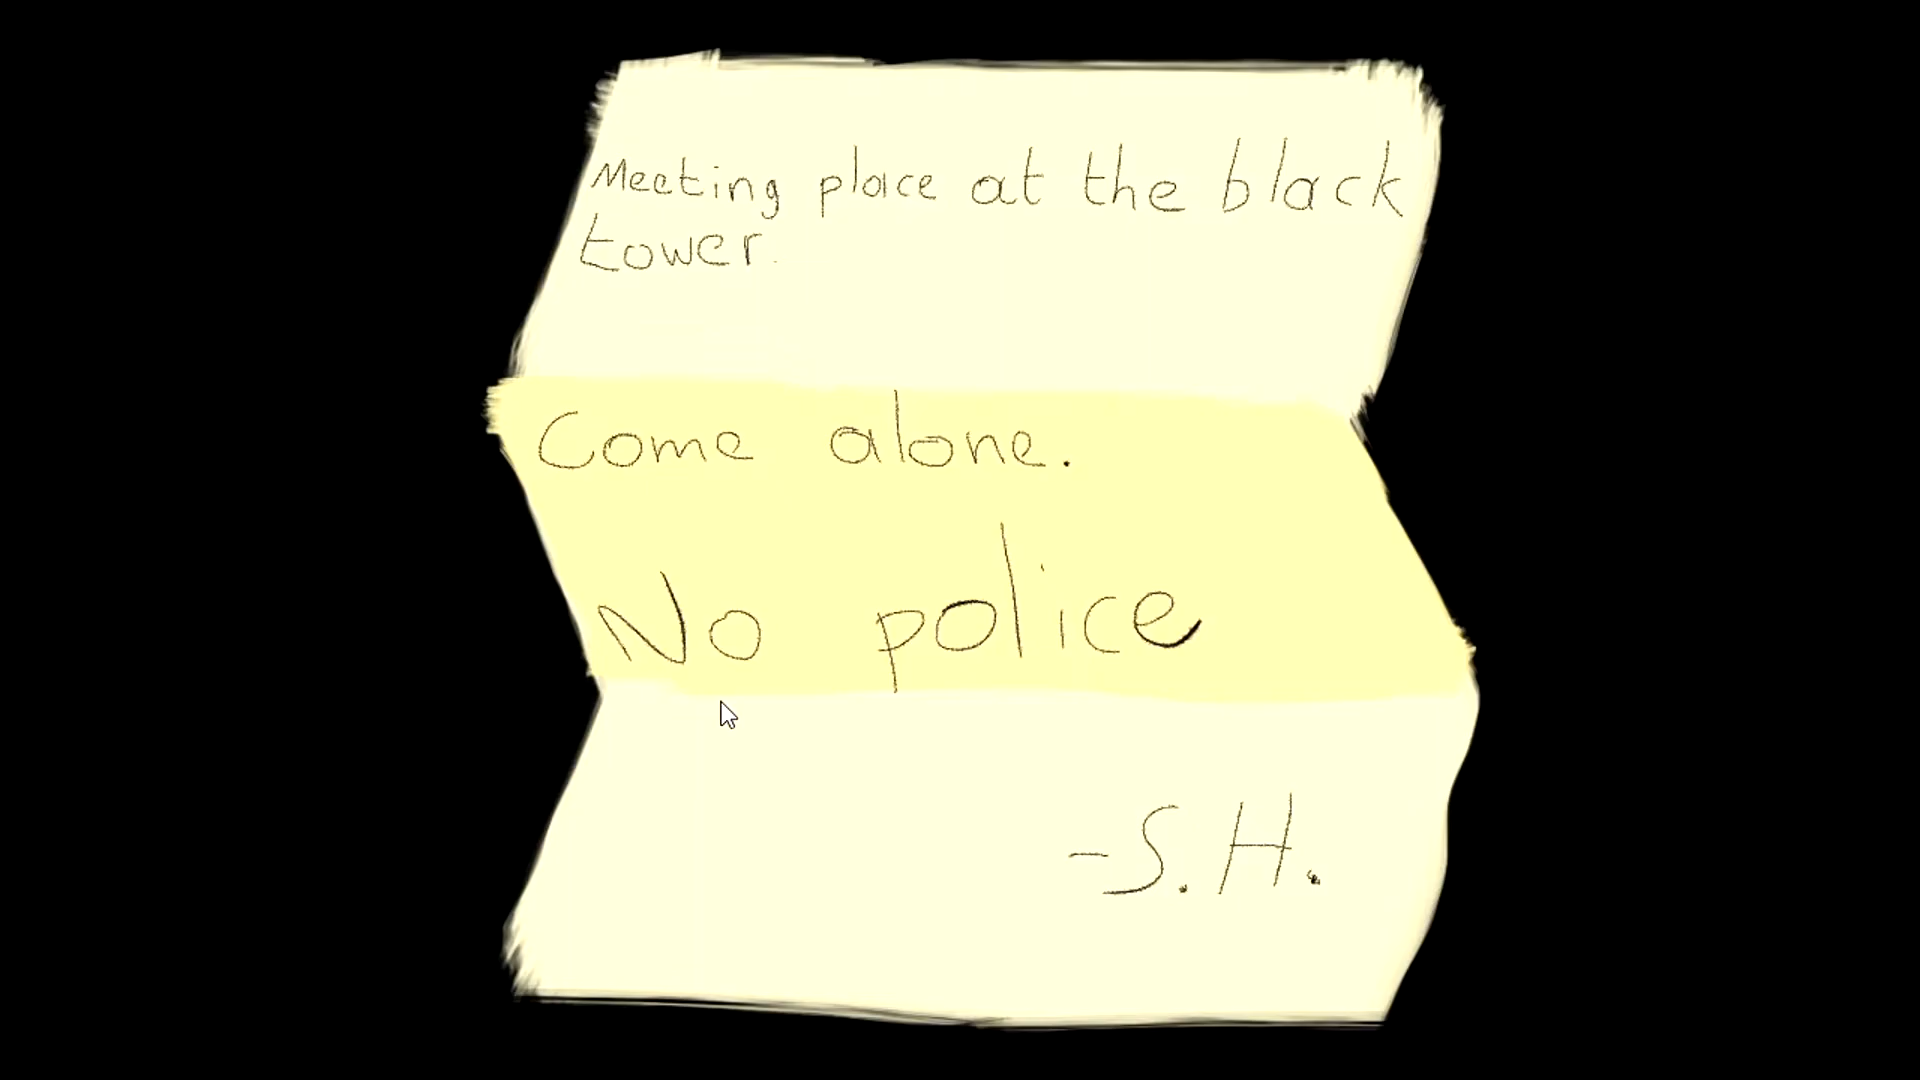 Meeting place at the black
tower.
Come alone.
No police
-S.H.